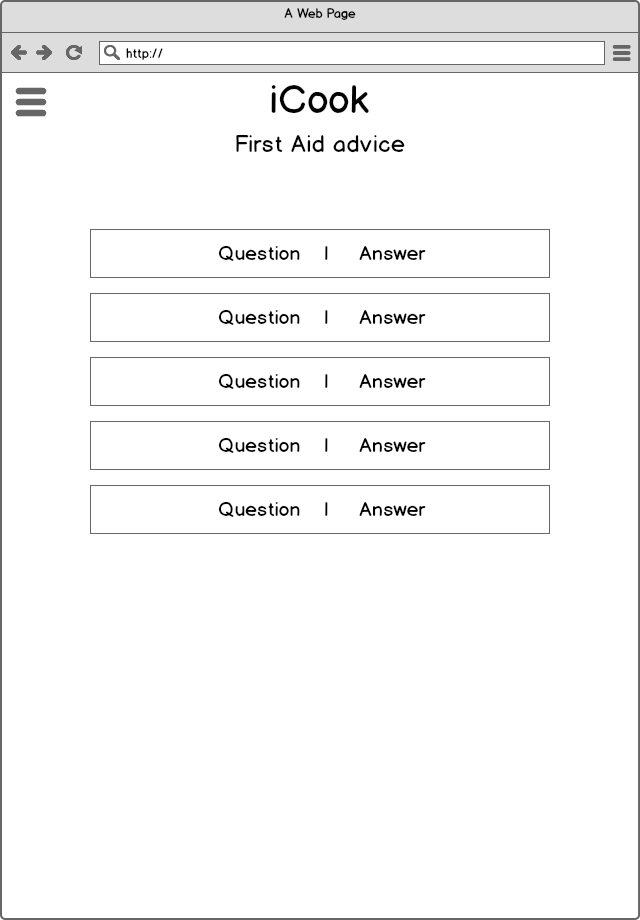 A Web Page
http://
iCook
First Aid advice
Question | Answer
Question | Answer
Question | Answer
Question | Answer
Question | Answer